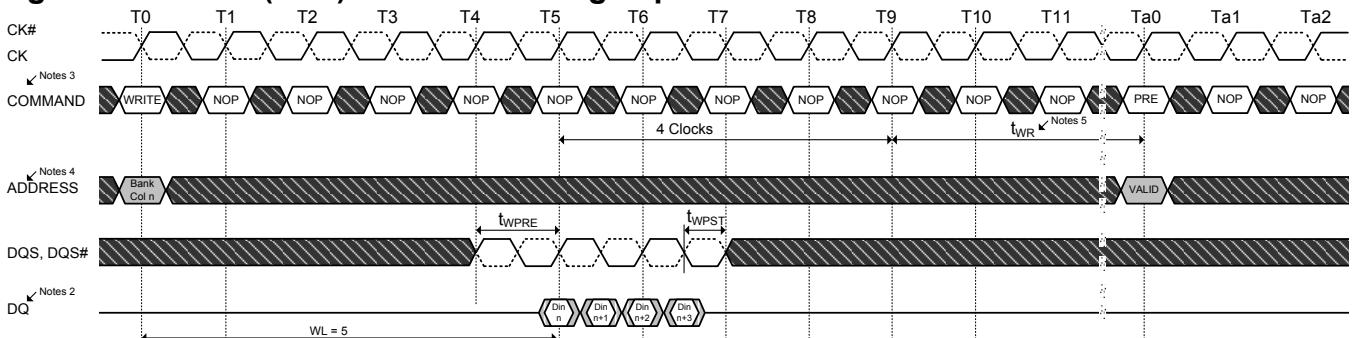 T0 T1 T2 T3 T4 T5 T6 T7 T8 T9 T10 T11 Ta0 Ta1 Ta2
CK#
CK
Notes 3
COMMAND WRITE NOP NOP NOP NOP NOP NOP NOP NOP NOP NOP NOP PRE NOP NOP
4 Clocks tWR Notes 5
Notes 4
ADDRESS Bank Col n VALID
tWPRE tWPST
DQS, DQS#
Notes 2
DQ Din n Din n+1 Din n+2 Din n+3
WL = 5